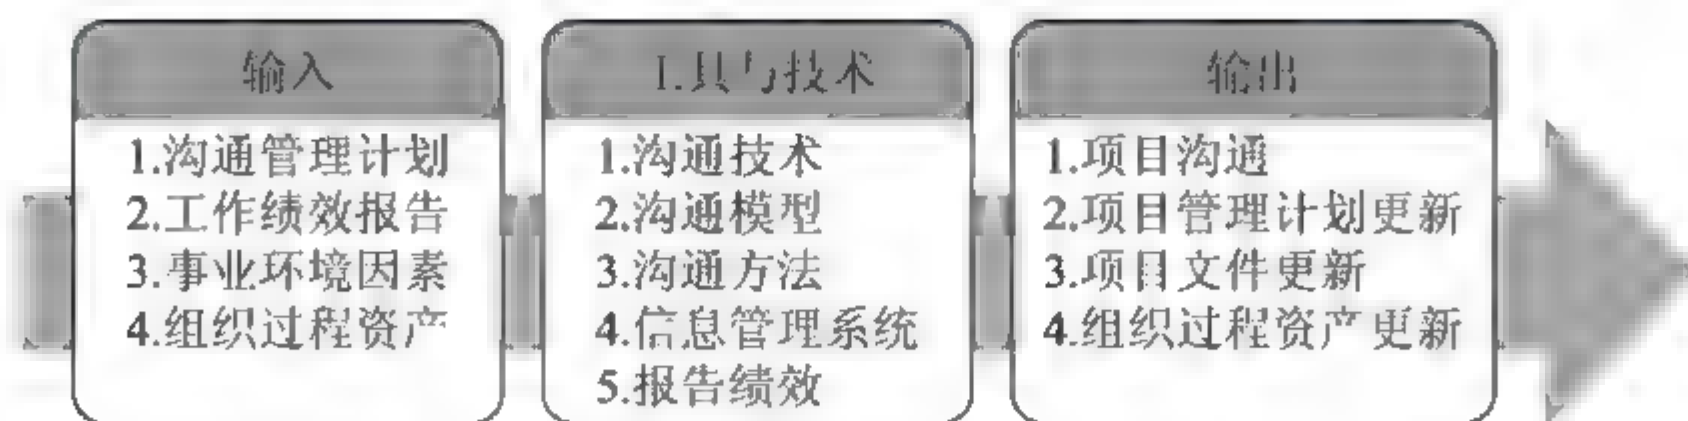 输入
1.沟通管理计划
2.工作绩效报告
3.事业环境因素
4.组织过程资产
工具与技术
1.沟通技术
2.沟通模型
3.沟通方法
4.信息管理系统
5.报告绩效
输出
1.项目沟通
2.项目管理计划更新
3.项目文件更新
4.组织过程资产更新